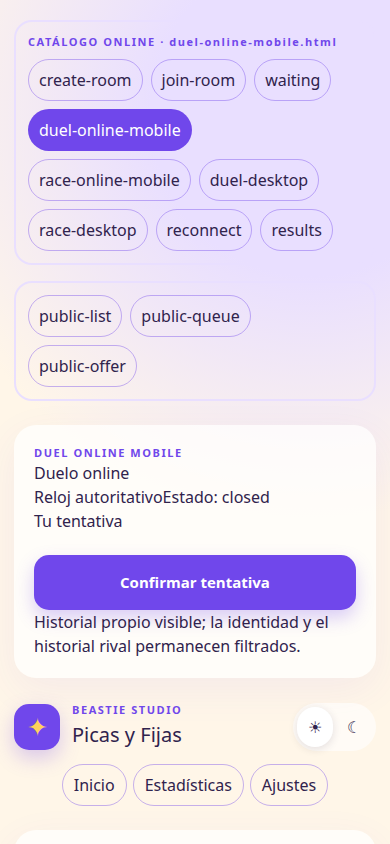 CATÁLOGO ONLINE · duel-online-mobile.html
create-room join-room waiting
duel-online-mobile
race-online-mobile duel-desktop
race-desktop reconnect results
public-list public-queue
public-offer
DUEL ONLINE MOBILE
Duelo online
Reloj autoritativoEstado: closed
Tu tentativa
Confirmar tentativa
Historial propio visible; la identidad y el
historial rival permanecen filtrados.
BEASTIE STUDIO
Picas y Fijas
Inicio Estadísticas Ajustes